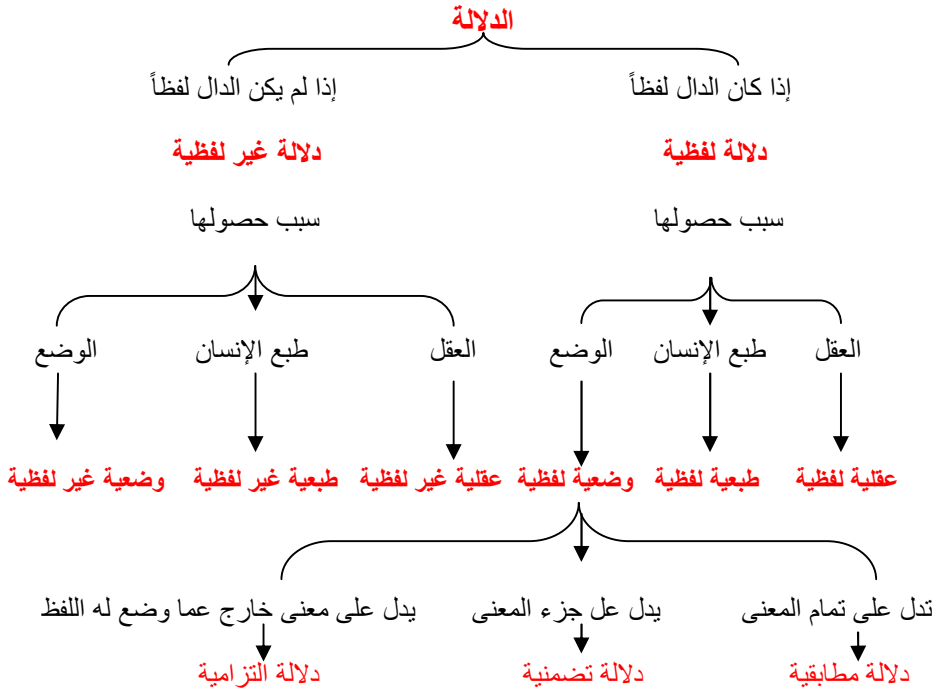 الدلالة
إذا كان الدال لفظاً
إذا لم يكن الدال لفظاً
دلالة لفظية
دلالة غير لفظية
سبب حصولها
سبب حصولها
العقل
طبع الإنسان
الوضع
العقل
طبع الإنسان
الوضع
عقلية لفظية
طبعية لفظية
وضعية لفظية
عقلية غير لفظية
طبعية غير لفظية
وضعية غير لفظية
تدل على تمام المعنى
يدل عل جزء المعنى
يدل على معنى خارج عما وضع له اللفظ
دلالة مطابقية
دلالة تضمنية
دلالة التزامية